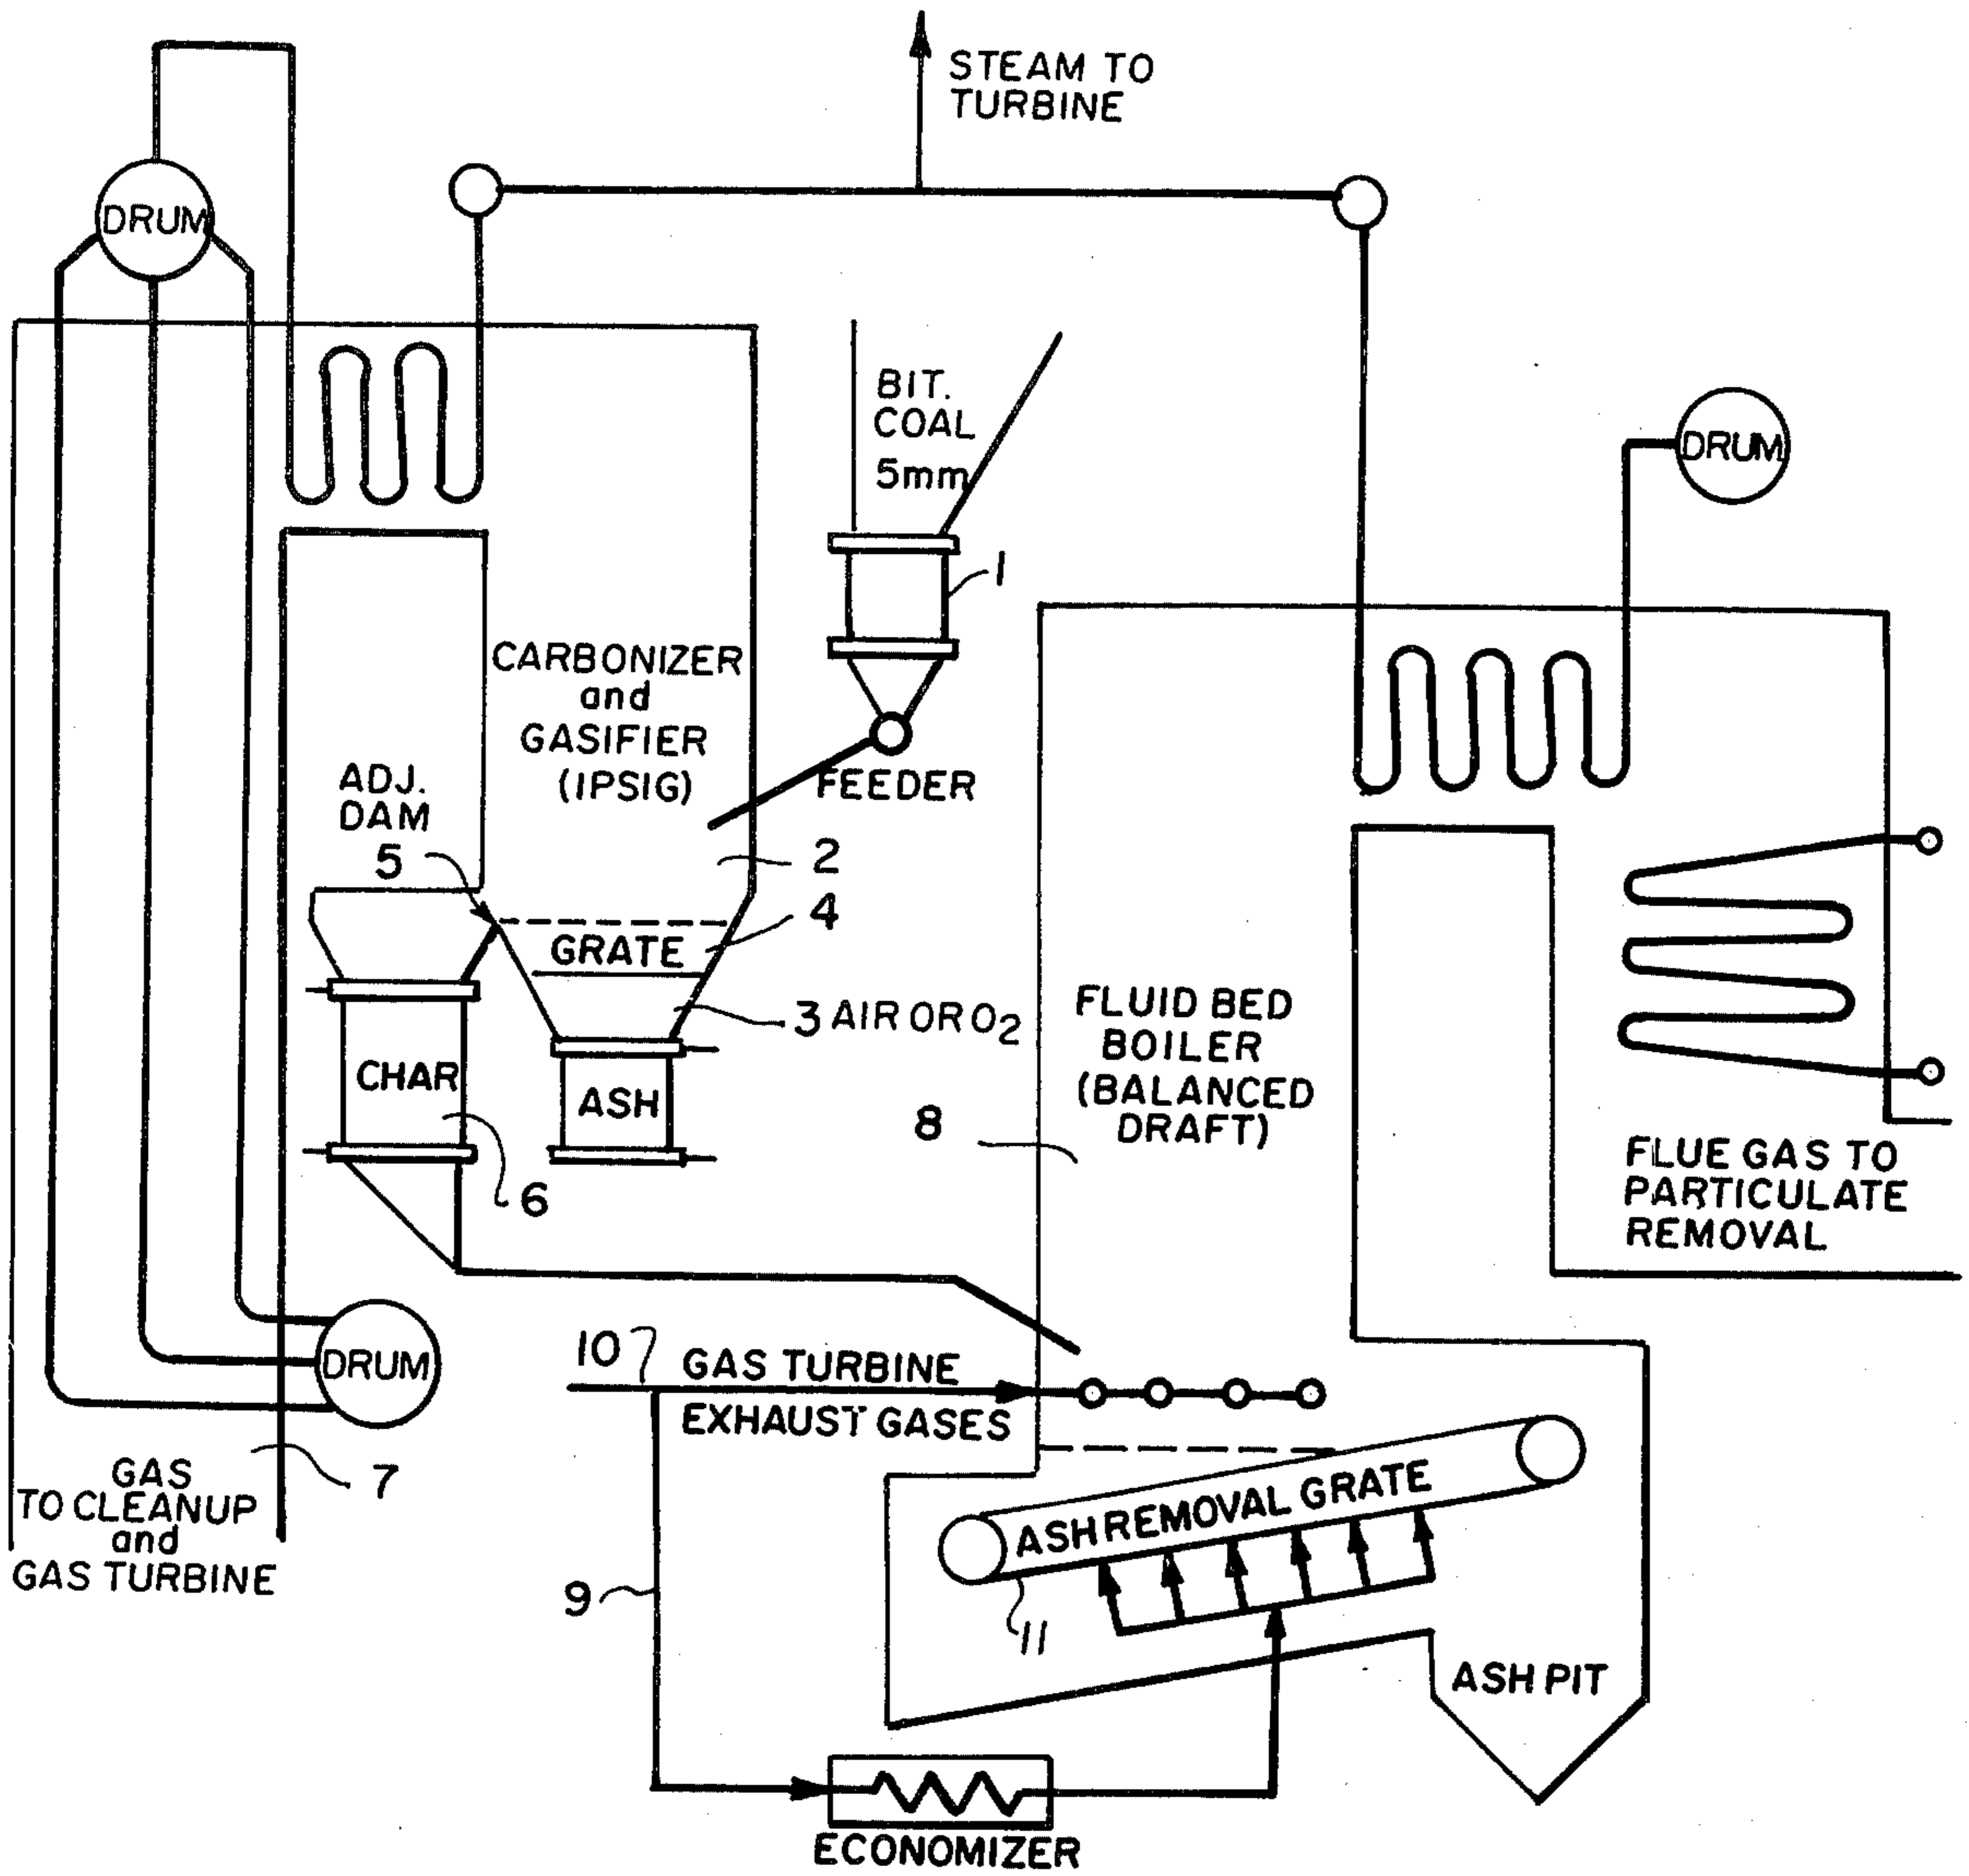 STEAM TO
TURBINE
DRUM
BIT.
COAL
5mm
DRUM
1
CARBONIZER
and
GASIFIER
(IPSIG)
FEEDER
ADJ.
DAM
5
2
4
GRATE
3 AIR OR O2
CHAR
ASH
6
FLUID BED
BOILER
(BALANCED
DRAFT)
8
FLUE GAS TO
PARTICULATE
REMOVAL
DRUM
10
GAS TURBINE
EXHAUST GASES
7
GAS
TO CLEANUP
and
GAS TURBINE
ASH REMOVAL GRATE
9
11
ASH PIT
ECONOMIZER